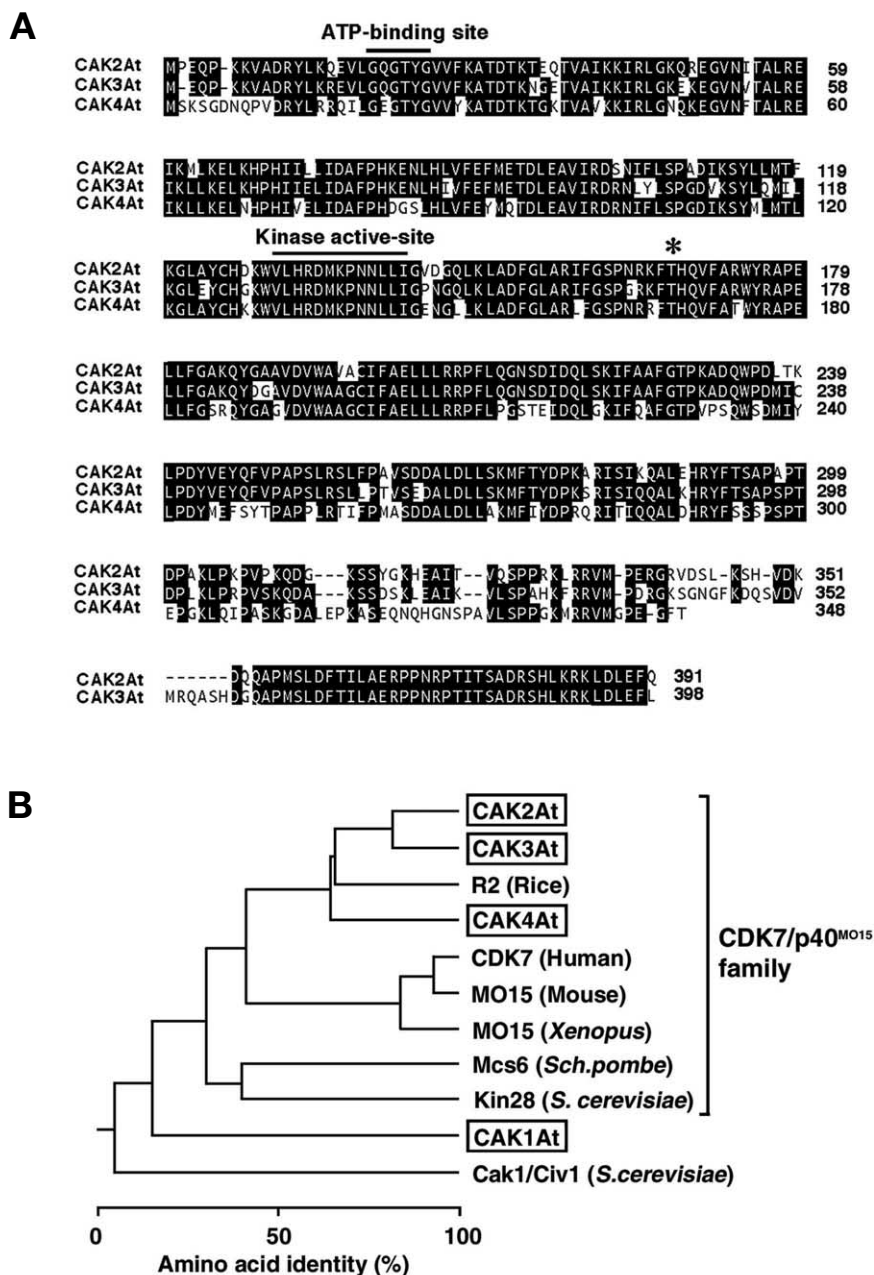 A
ATP-binding site
CAK2At MPEQP-KKVADRYLKQEVLGQGTYGVVFKATDTKTEQTVAIKKIRLGKQREGVNITALRE 59
CAK3At M-EQP-KKVADRYLKREVLGQGTYGVVFKATDTKNGETVAIKKIRLGKEKEGVNVTALRE 58
CAK4At MSKSGDNQPVDRYLRRQILGEGTYGVVYKATDTKTGKTVAVKKIRLGNQKEGVNFTALRE 60
CAK2At IKMLKELKHPHIILLIDAFPHKENLHLVFEFMETDLEAVIRDSNIFLSPADIKSYLLMTF 119
CAK3At IKLLKELKHPHIIELIDAFPHKENLHIVFEFMETDLEAVIRDRNLYLSPGDVKSYLQMIL 118
CAK4At IKLLKELNHPHIVELIDAFPHDGSLHLVFEYMQTDLEAVIRDRNIFLSPGDIKSYMLMTL 120
Kinase active-site
*
CAK2At KGLAYCHDKWVLHRDMKPNNLLIGVDGQLKLADFGLARIFGSPNRKFTHQVFARWYRAPE 179
CAK3At KGLEYCHGKWVLHRDMKPNNLLIGPNGQLKLADFGLARIFGSPGRKFTHQVFARWYRAPE 178
CAK4At KGLAYCHKKWVLHRDMKPNNLLIGENGLLKLADFGLARLFGSPNRRFTHQVFATWYRAPE 180
CAK2At LLFGAKQYGAAVDVWAVACIFAELLLRRPFLQGNSDIDQLSKIFAAFGTPKADQWPDLTK 239
CAK3At LLFGAKQYDGAVDVWAAGCIFAELLLRRPFLQGNSDIDQLSKIFAAFGTPKADQWPDMIC 238
CAK4At LLFGSRQYGAGVDVWAAGCIFAELLLRRPFLPGSTEIDQLGKIFQAFGTPVPSQWSDMIY 240
CAK2At LPDYVEYQFVPAPSLRSLFPAVSDDALDLLSKMFTYDPKARISIKQALEHRYFTSAPAPT 299
CAK3At LPDYVEYQFVPAPSLRSLLPTVSEDALDLLSKMFTYDPKSRISIQQALKHRYFTSAPSPT 298
CAK4At LPDYMEFSYTPAPPLRTIFPMASDDALDLLAKMFIYDPRQRITIQQALDHRYFSSSPSPT 300
CAK2At DPAKLPKPVPKQDG---KSSYGKHEAIT--VQSPPRKLRRVM-PERGRVDSL-KSH-VDK 351
CAK3At DPLKLPRPVSKQDA---KSSDSKLEAIK--VLSPAHKFRRVM-PDRGKSGNGFKDQSVDV 352
CAK4At EPGKLQIPASKGDALEPKASEQNQHGNSPAVLSPPGKMRRVMGPE-GFT 348
CAK2At ------DQQAPMSLDFTILAERPPNRPTITSADRSHLKRKLDLEFQ 391
CAK3At MRQASHDGQAPMSLDFTILAERPPNRPTITSADRSHLKRKLDLEFL 398
B
CAK2At
CAK3At
R2 (Rice)
CAK4At
CDK7 (Human)
MO15 (Mouse)
MO15 (Xenopus)
Mcs6 (Sch.pombe)
Kin28 (S. cerevisiae)
CAK1At
Cak1/Civ1 (S.cerevisiae)
CDK7/p40MO15
family
0 50 100
Amino acid identity (%)